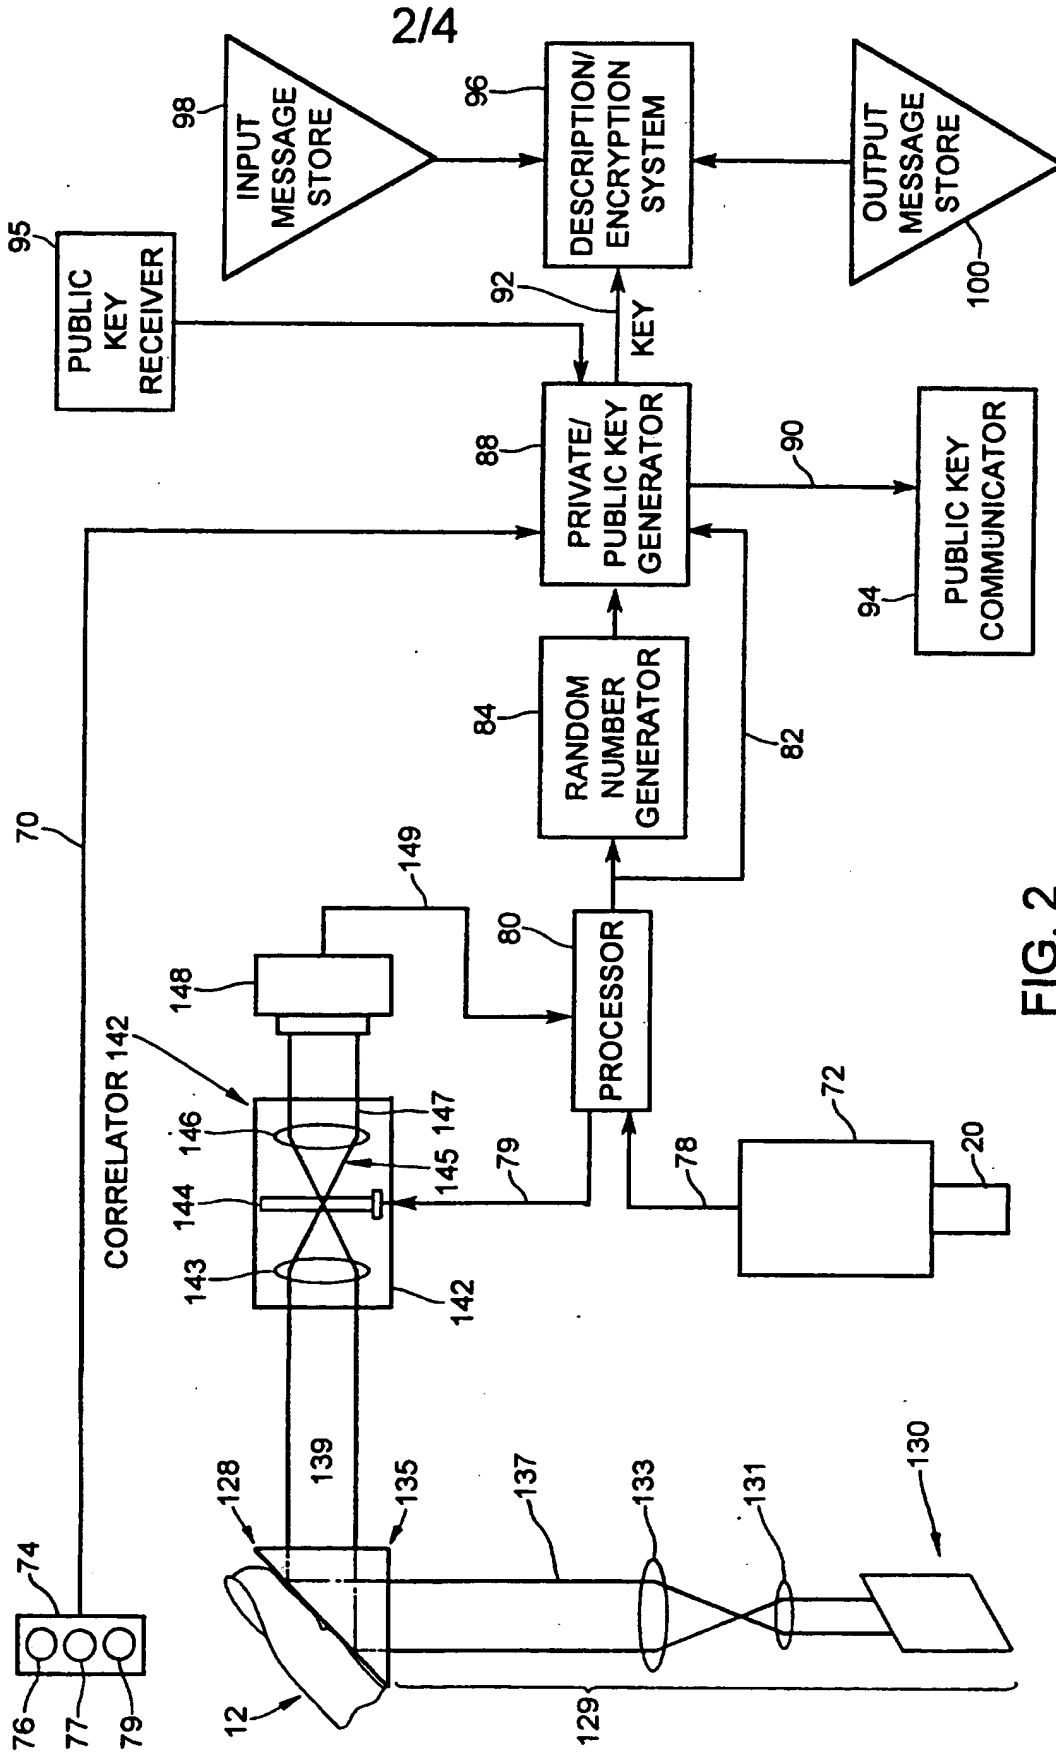 2/4
76
77
79
74
70
95
PUBLIC
KEY
RECEIVER
98
INPUT
MESSAGE
STORE
96
DESCRIPTION/
ENCRYPTION
SYSTEM
OUTPUT
MESSAGE
STORE
100
92
KEY
88
PRIVATE/
PUBLIC KEY
GENERATOR
90
94
PUBLIC KEY
COMMUNICATOR
84
RANDOM
NUMBER
GENERATOR
82
80
PROCESSOR
149
148
CORRELATOR 142
146
147
145
144
143
142
79
78
72
20
139
128
135
12
137
133
131
130
129
FIG. 2